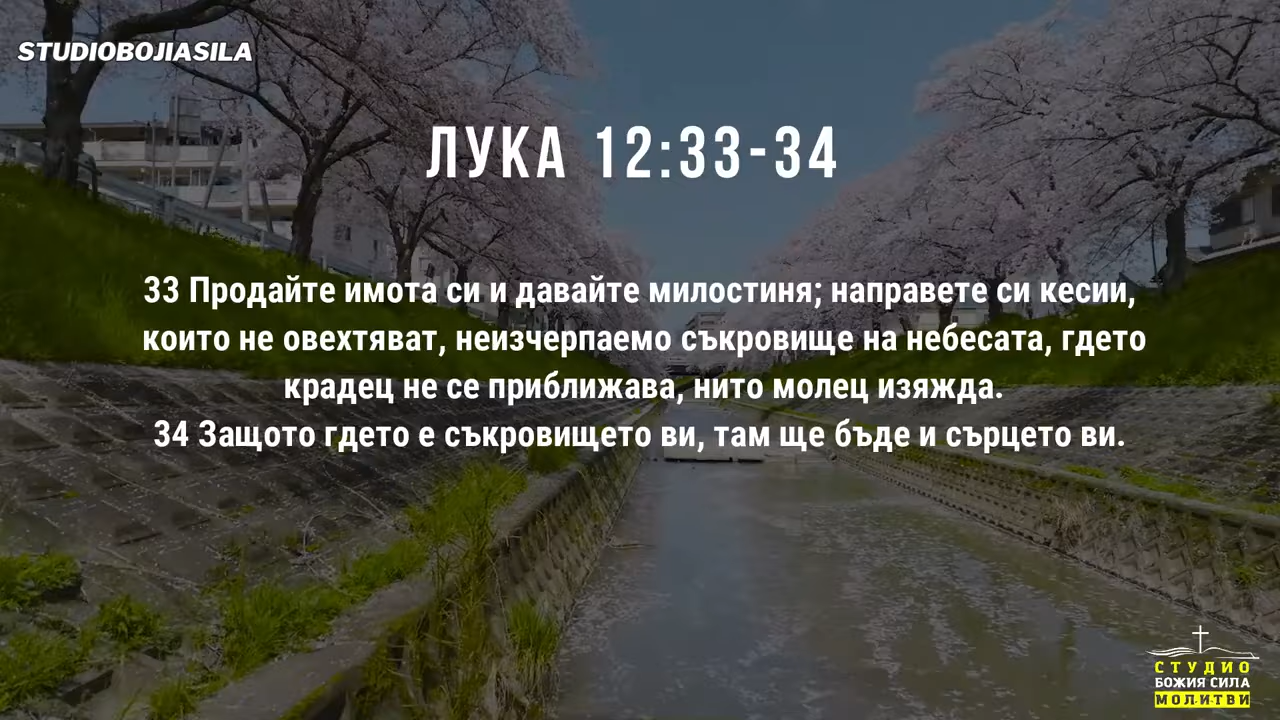 STUDIOBOJIASILA
ЛУКА 12:33-34
33 Продайте имота си и давайте милостиня; направете си кесии,
които не овехтяват, неизчерпаемо съкровище на небесата, гдето
крадец не се приближава, нито молец изяжда.
34 Защото гдето е съкровището ви, там ще бъде и сърцето ви.
СТУДИО
БОЖИЯ СИЛА
МОЛИТВИ